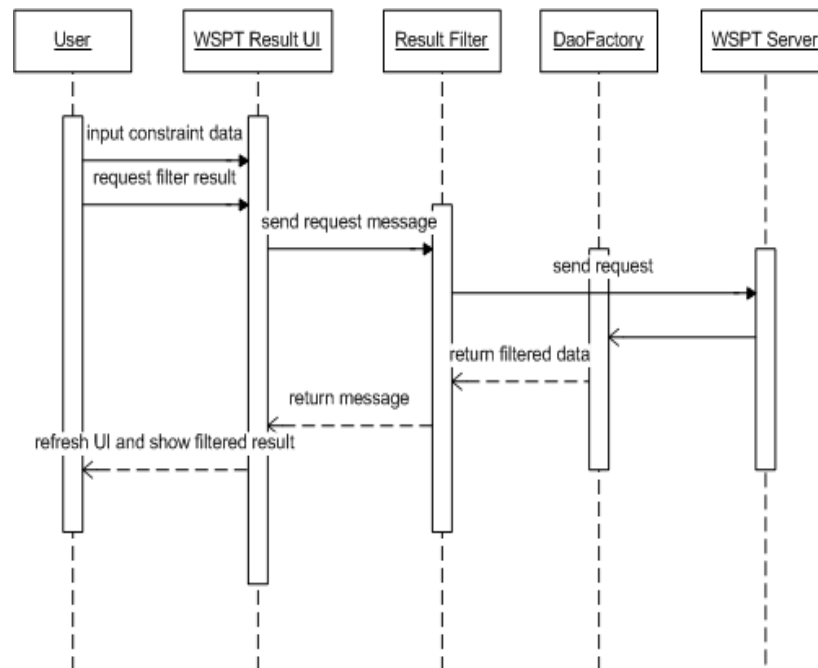 User
WSPT Result UI
Result Filter
DaoFactory
WSPT Server
input constraint data
request filter result
send request message
send request
return filtered data
return message
refresh UI and show filtered result